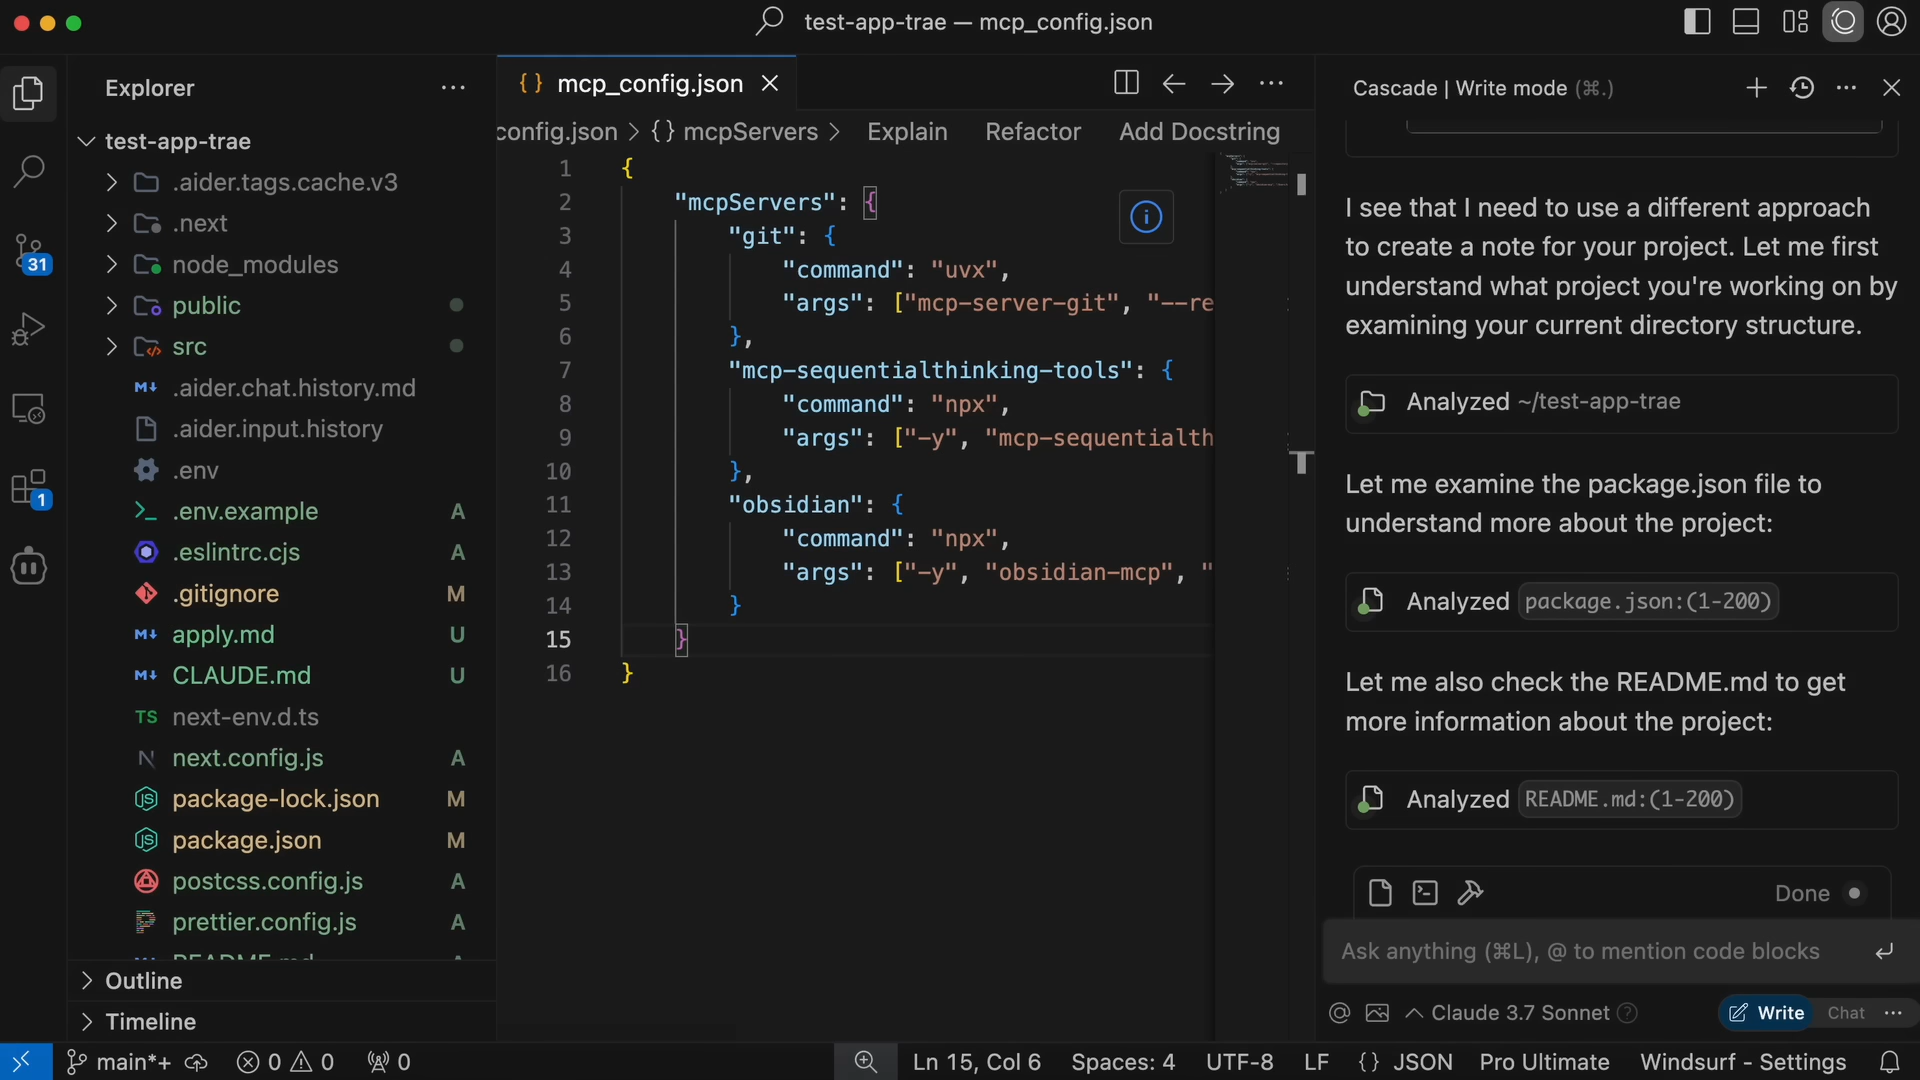 test-app-trae — mcp_config.json
Explorer
test-app-trae
.aider.tags.cache.v3
.next
node_modules
public
src
.aider.chat.history.md
.aider.input.history
.env
.env.example A
.eslintrc.cjs A
.gitignore M
apply.md U
CLAUDE.md U
next-env.d.ts
next.config.js A
package-lock.json M
package.json M
postcss.config.js A
prettier.config.js A
Outline
Timeline
31
1
{} mcp_config.json
config.json > {} mcpServers > Explain Refactor Add Docstring
1 {
2 "mcpServers": {
3 "git": {
4 "command": "uvx",
5 "args": ["mcp-server-git", "--re
6 },
7 "mcp-sequentialthinking-tools": {
8 "command": "npx",
9 "args": ["-y", "mcp-sequentialth
10 },
11 "obsidian": {
12 "command": "npx",
13 "args": ["-y", "obsidian-mcp", "
14 }
15 }
16 }
Cascade | Write mode (⌘.)
I see that I need to use a different approach
to create a note for your project. Let me first
understand what project you're working on by
examining your current directory structure.
Analyzed ~/test-app-trae
Let me examine the package.json file to
understand more about the project:
Analyzed package.json:(1-200)
Let me also check the README.md to get
more information about the project:
Analyzed README.md:(1-200)
Done
Ask anything (⌘L), @ to mention code blocks
Claude 3.7 Sonnet
Write Chat
main*+ 0 0 0 Ln 15, Col 6 Spaces: 4 UTF-8 LF {} JSON Pro Ultimate Windsurf - Settings